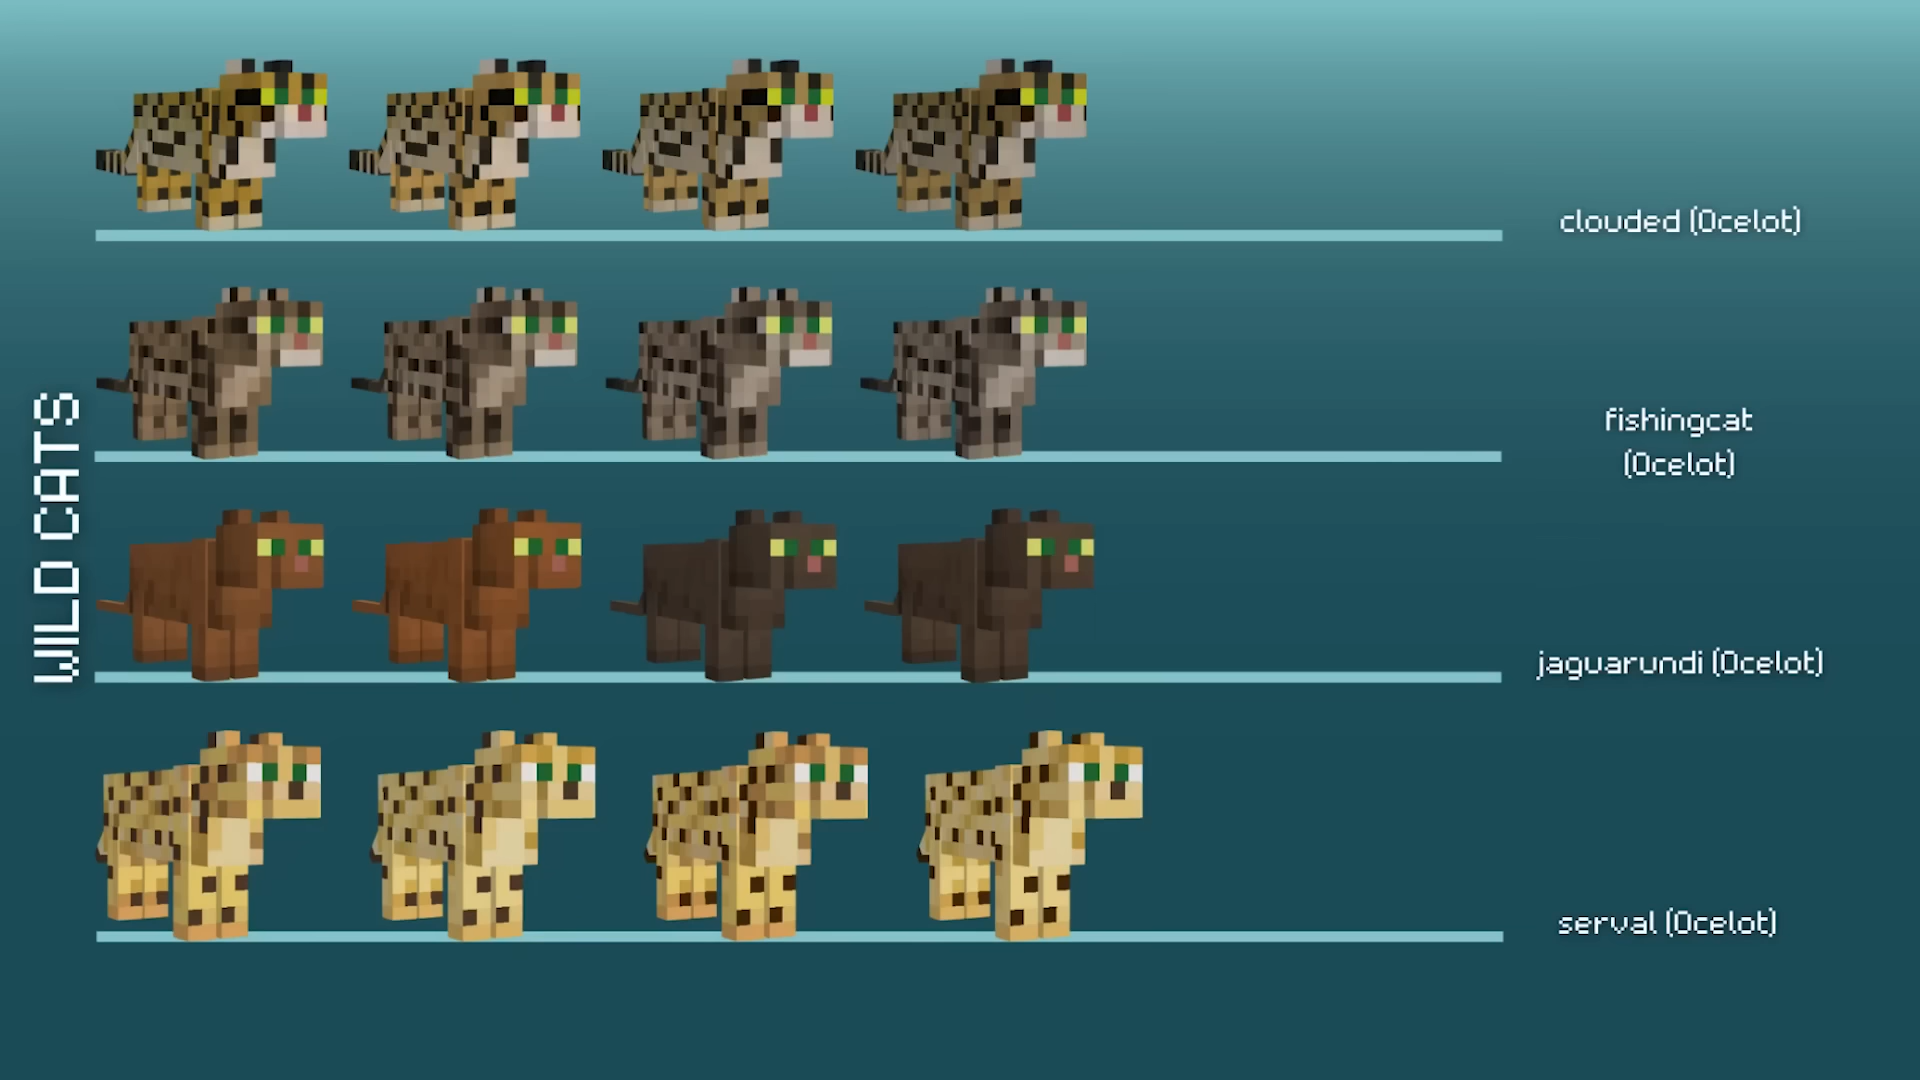 WILD CATS
clouded (Ocelot)
fishingcat
(Ocelot)
jaguarundi (Ocelot)
serval (Ocelot)